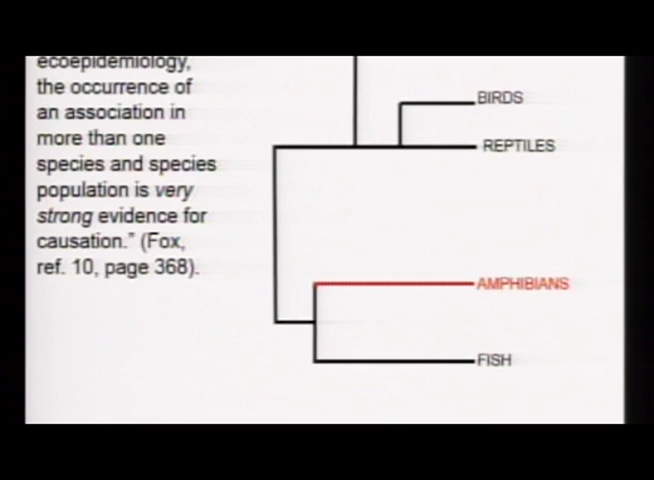 ecoepidemiology,
the occurrence of
an association in
more than one
species and species
population is very
strong evidence for
causation.” (Fox,
ref. 10, page 368).
BIRDS
REPTILES
AMPHIBIANS
FISH